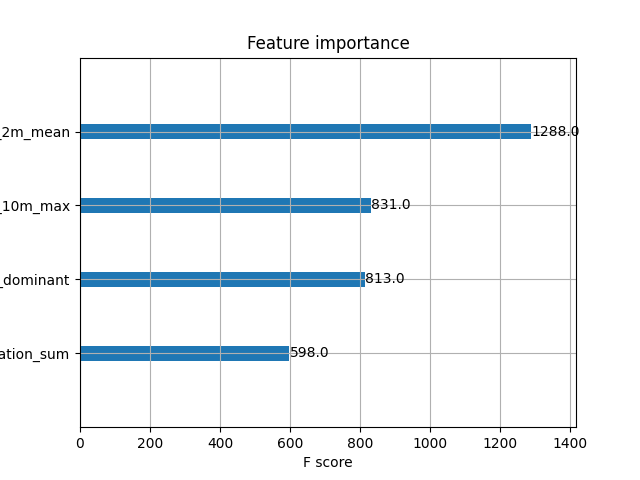 Feature importance
_2m_mean
1288.0
_10m_max
831.0
_dominant
813.0
ation_sum
598.0
0 200 400 600 800 1000 1200 1400
F score